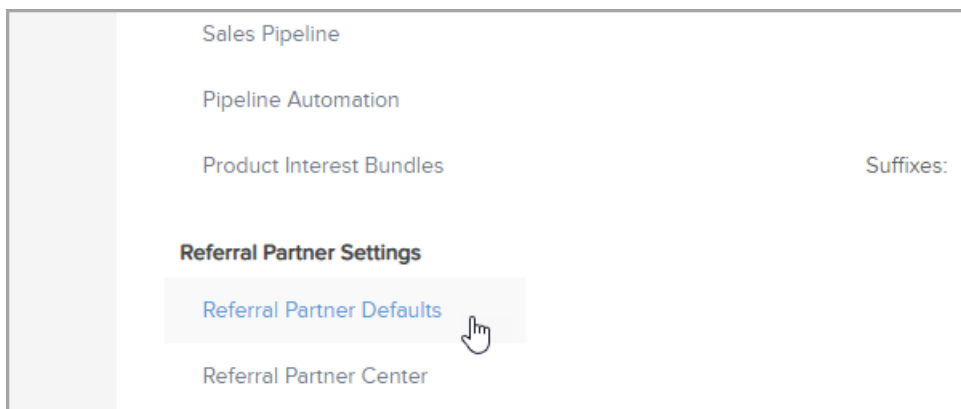 Sales Pipeline
Pipeline Automation
Product Interest Bundles
Suffixes:
Referral Partner Settings
Referral Partner Defaults
Referral Partner Center